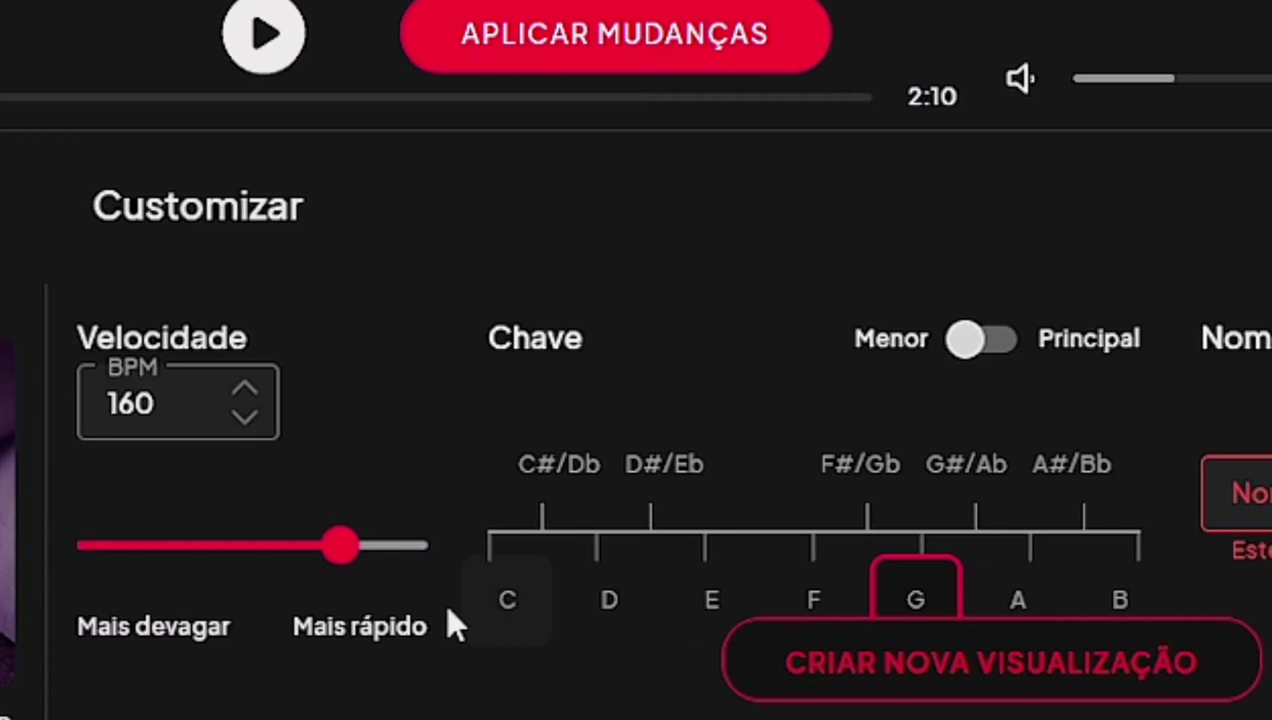 APLICAR MUDANÇAS
2:10
Customizar
Velocidade
BPM
160
Mais devagar
Mais rápido
Chave
Menor
Principal
C#/Db D#/Eb F#/Gb G#/Ab A#/Bb
C D E F G A B
CRIAR NOVA VISUALIZAÇÃO